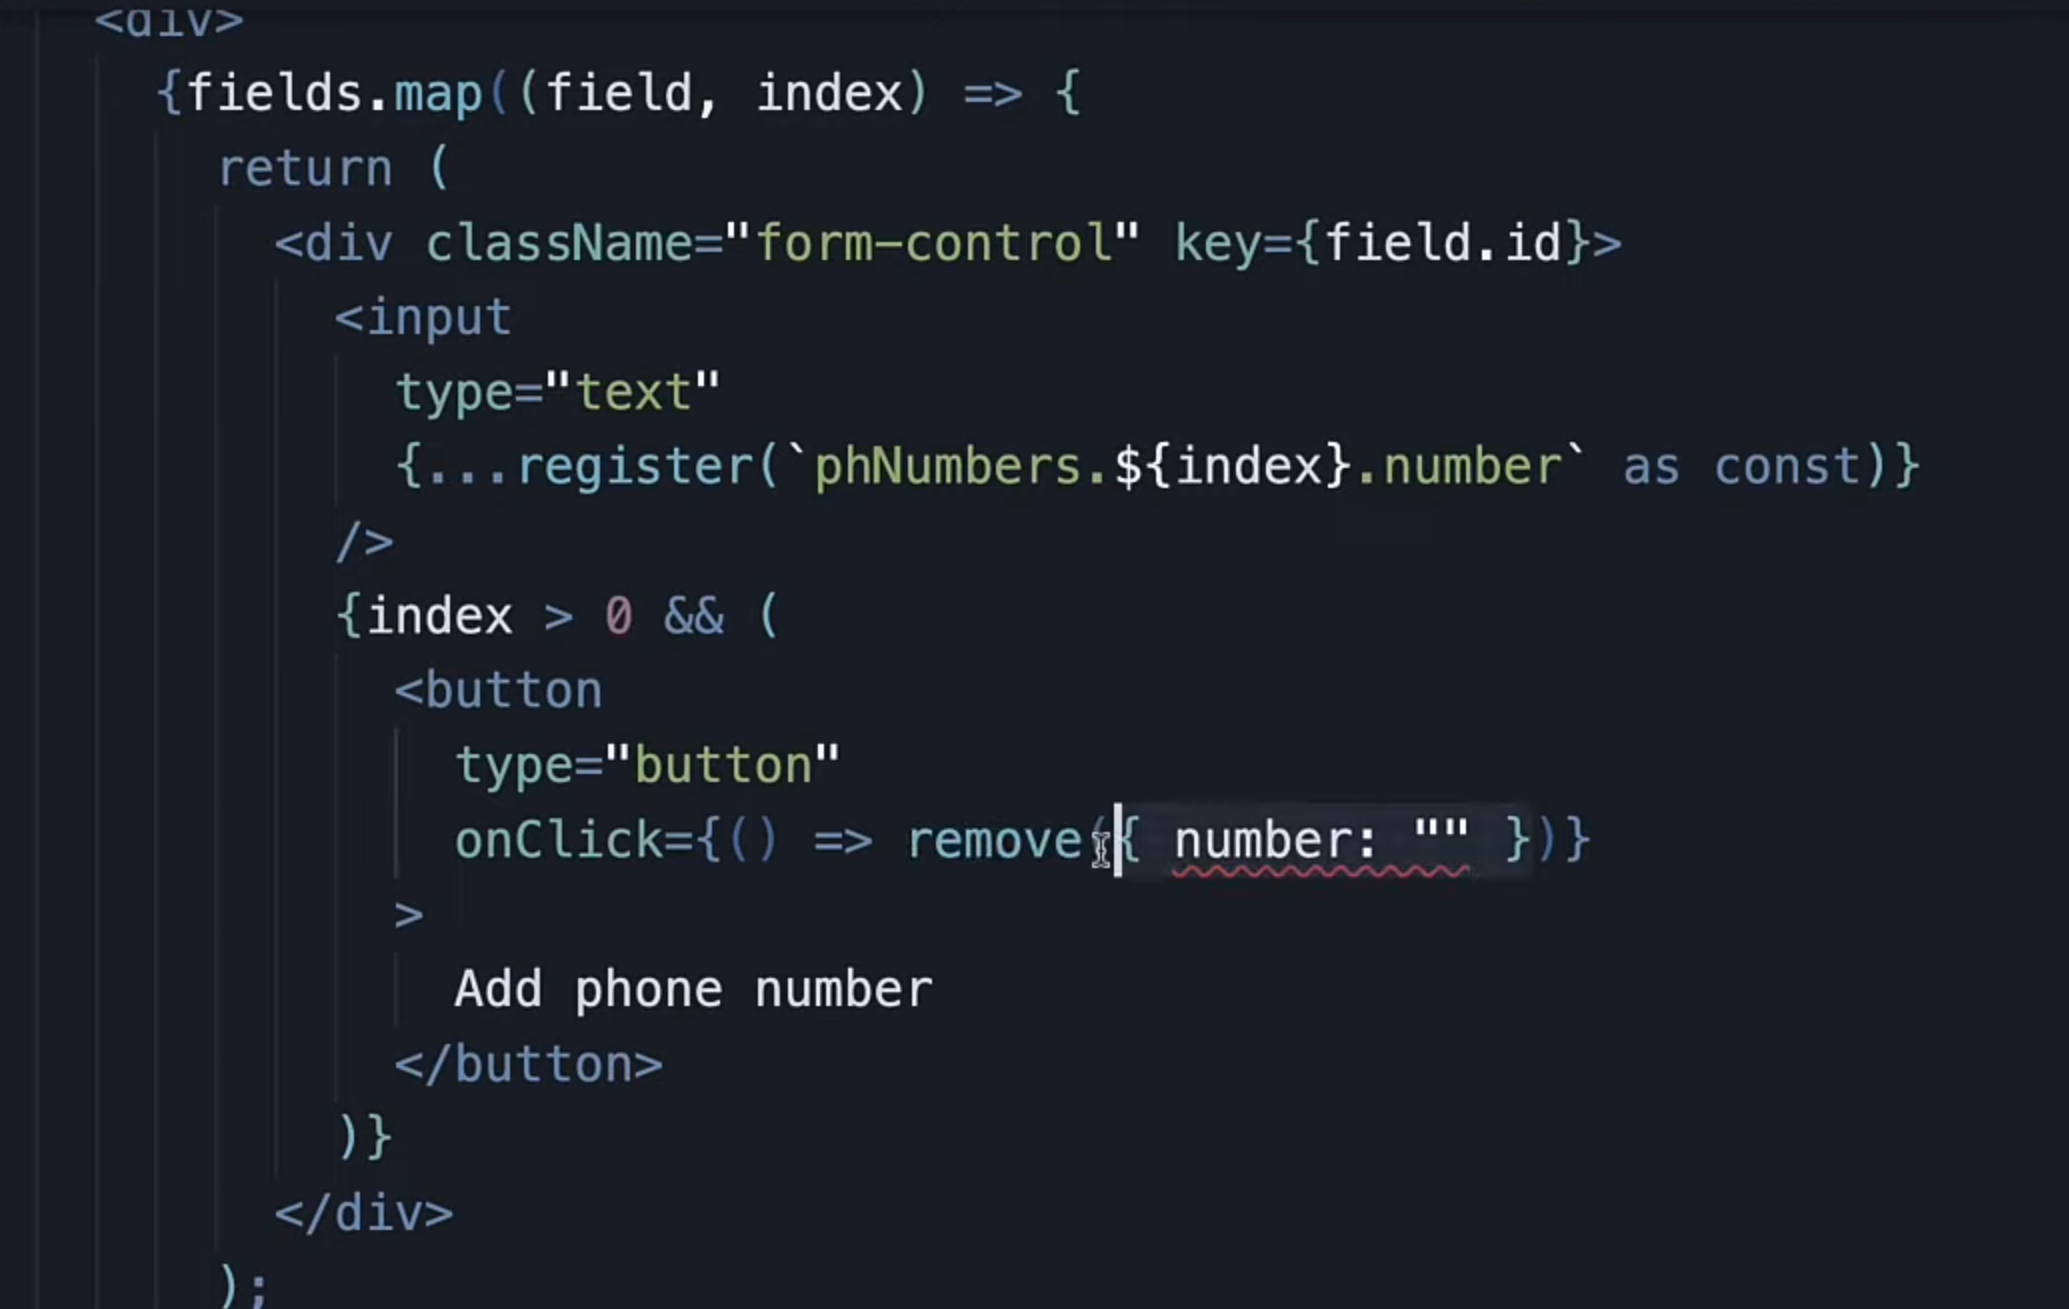 <div>
{fields.map((field, index) => {
return (
<div className="form-control" key={field.id}>
<input
type="text"
{...register(`phNumbers.${index}.number` as const)}
/>
{index > 0 && (
<button
type="button"
onClick={() => remove({ number: "" })}
>
Add phone number
</button>
)}
</div>
);